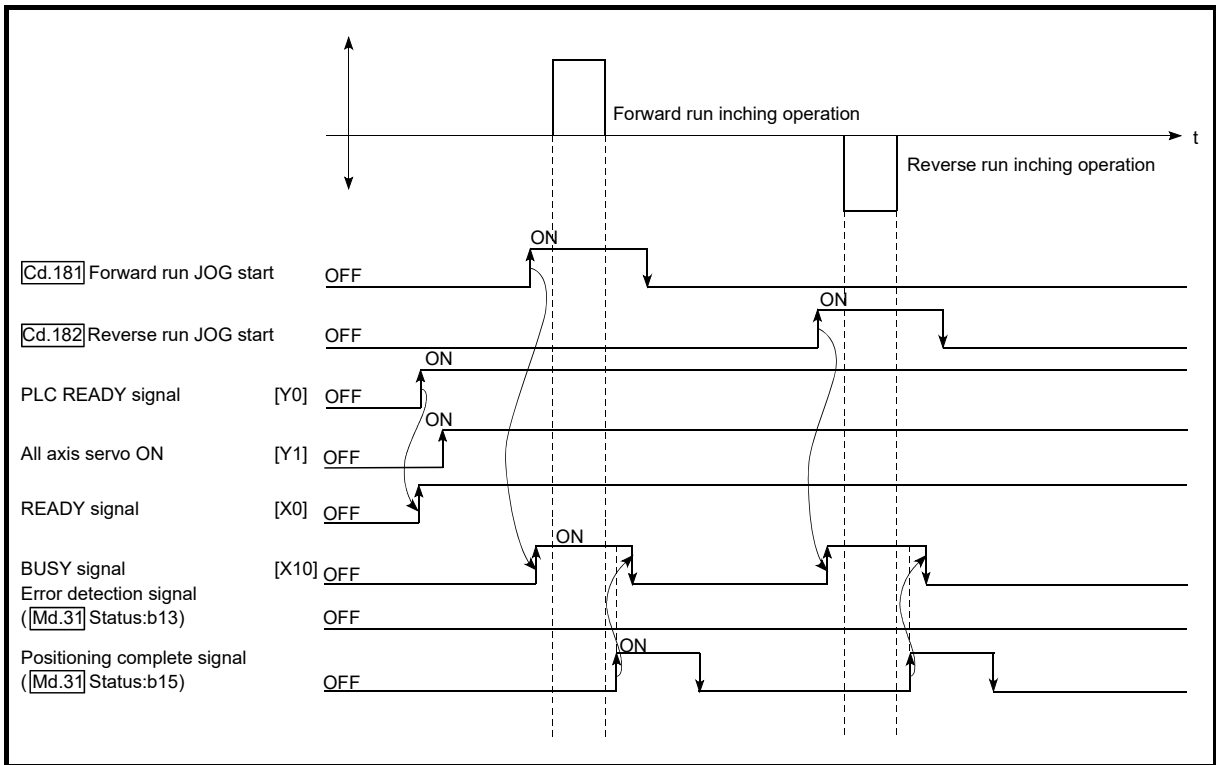 Forward run inching operation
t
Reverse run inching operation
ON
Cd.181 Forward run JOG start OFF
ON
Cd.182 Reverse run JOG start OFF
ON
PLC READY signal [Y0] OFF
ON
All axis servo ON [Y1] OFF
READY signal [X0] OFF
ON
BUSY signal [X10] OFF
Error detection signal
( Md.31 Status:b13) OFF
Positioning complete signal ON
( Md.31 Status:b15) OFF